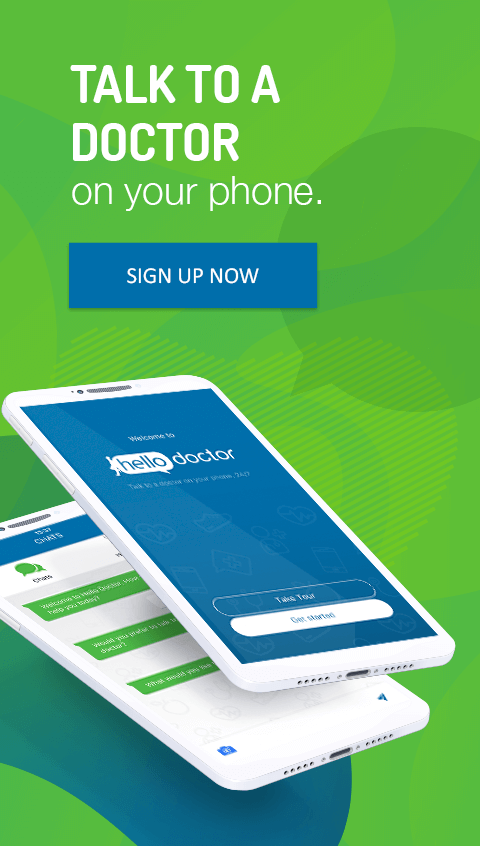 TALK TO A
DOCTOR
on your phone.
SIGN UP NOW
Welcome to
hello doctor
Talk to a doctor on your phone, 24/7
Take Tour
Get started
15:37
CHATS
Chats
Welcome to Hello Doctor. How
help you today?
Would you prefer to talk to
doctor?
What would you like